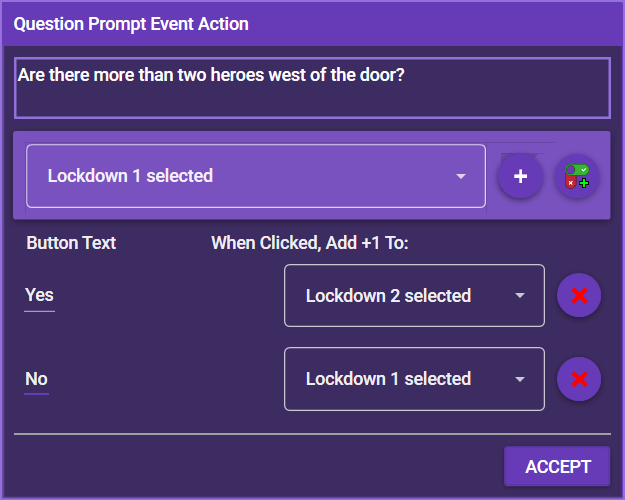 Question Prompt Event Action
Are there more than two heroes west of the door?
Lockdown 1 selected
+
Button Text
When Clicked, Add +1 To:
Yes
Lockdown 2 selected
No
Lockdown 1 selected
ACCEPT